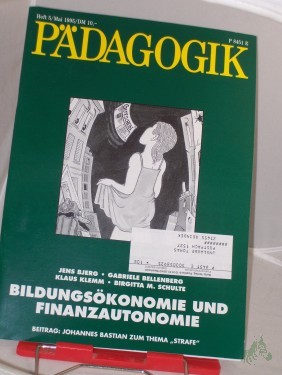 Heft 5/Mai 1995/DM 10,–
P 8451 E
PÄDAGOGIK
JENS BJERG • GABRIELE BELLENBERG
KLAUS KLEMM • BIRGITTA M. SCHULTE
BILDUNGSÖKONOMIE UND
FINANZAUTONOMIE
BEITRAG: JOHANNES BASTIAN ZUM THEMA „STRAFE"